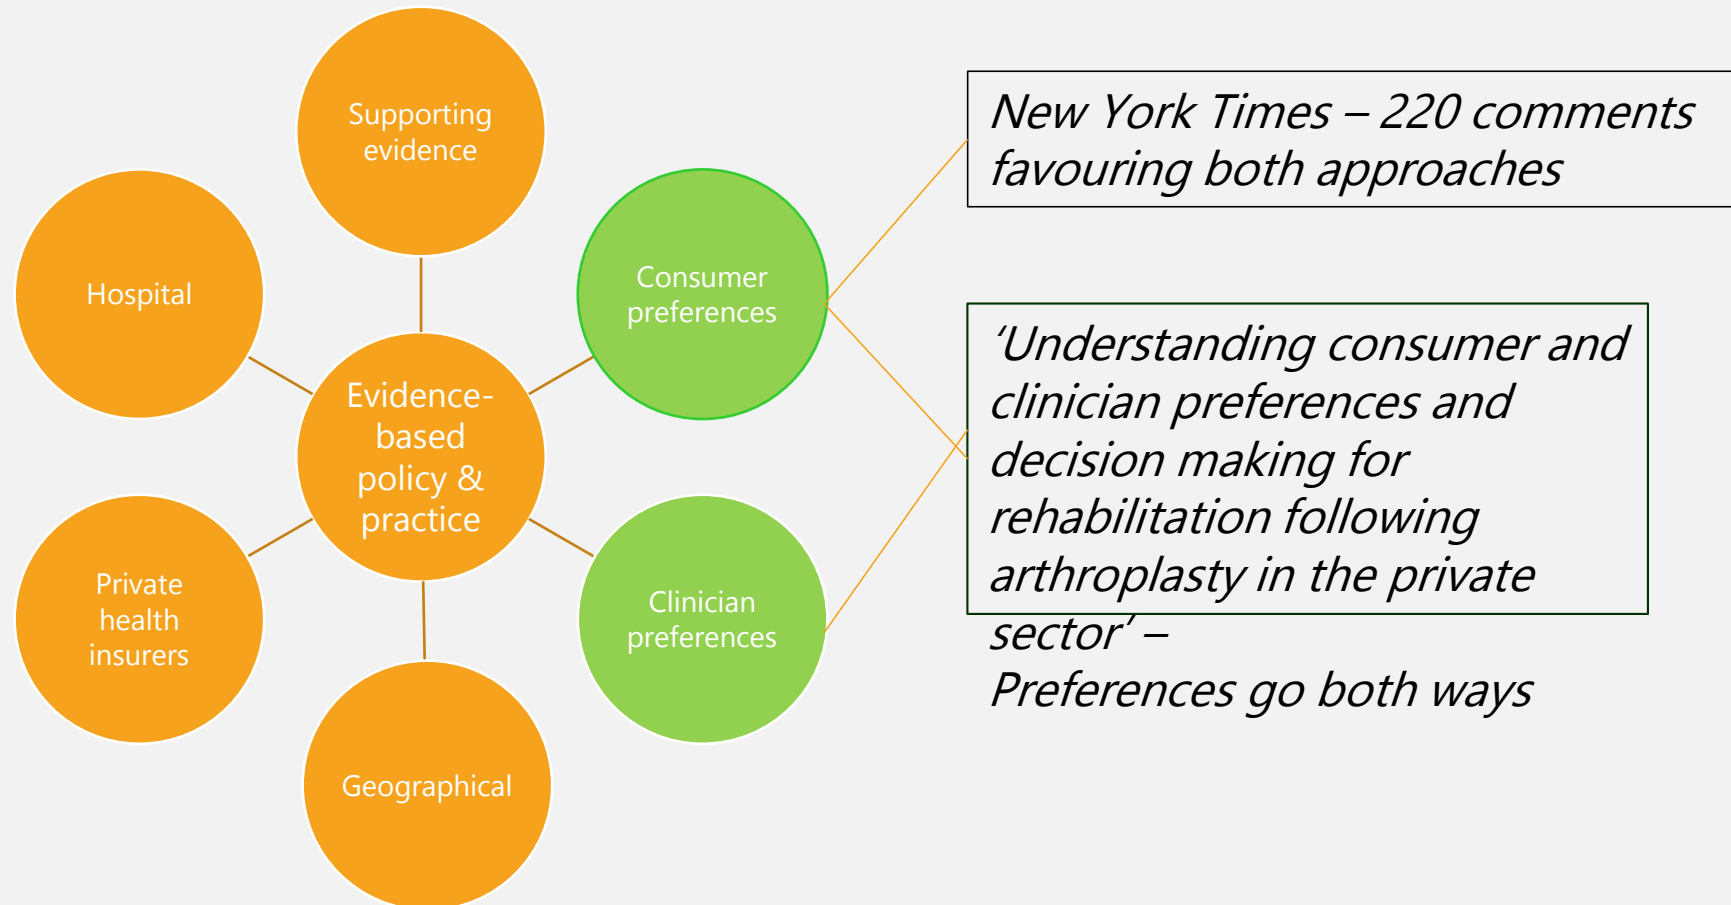 Supporting
evidence
Hospital
Consumer
preferences
Evidence-
based
policy &
practice
Private
health
insurers
Clinician
preferences
Geographical
New York Times – 220 comments
favouring both approaches
‘Understanding consumer and
clinician preferences and
decision making for
rehabilitation following
arthroplasty in the private
sector’ –
Preferences go both ways